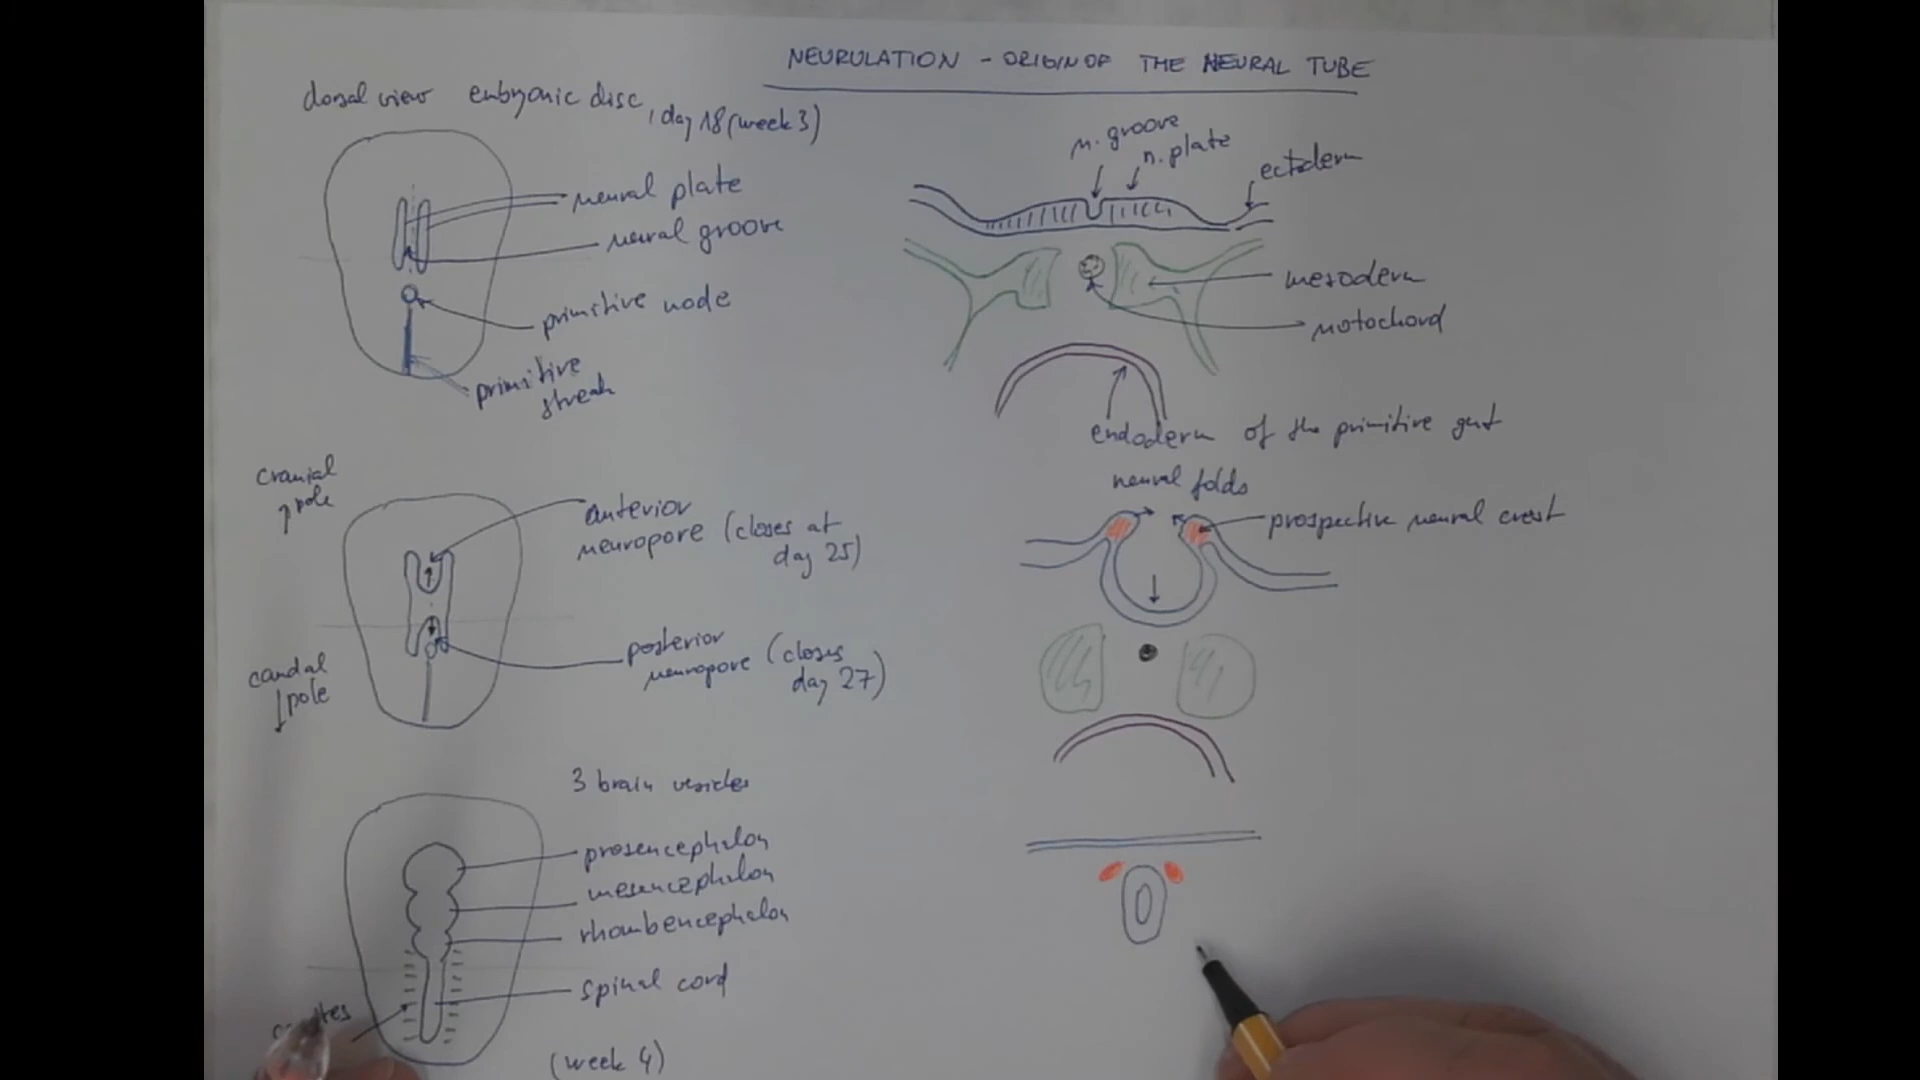 NEURULATION - ORIGIN OF THE NEURAL TUBE
dorsal view embryonic disc, day 18 (week 3)
neural plate
neural groove
primitive node
primitive
streak
n. groove
n. plate
ectoderm
mesoderm
notochord
endoderm of the primitive gut
cranial
pole
anterior
neuropore (closes at
day 25)
caudal
pole
posterior
neuropore (closes
day 27)
neural folds
prospective neural crest
3 brain vesicles
prosencephalon
mesencephalon
rhombencephalon
spinal cord
(week 4)